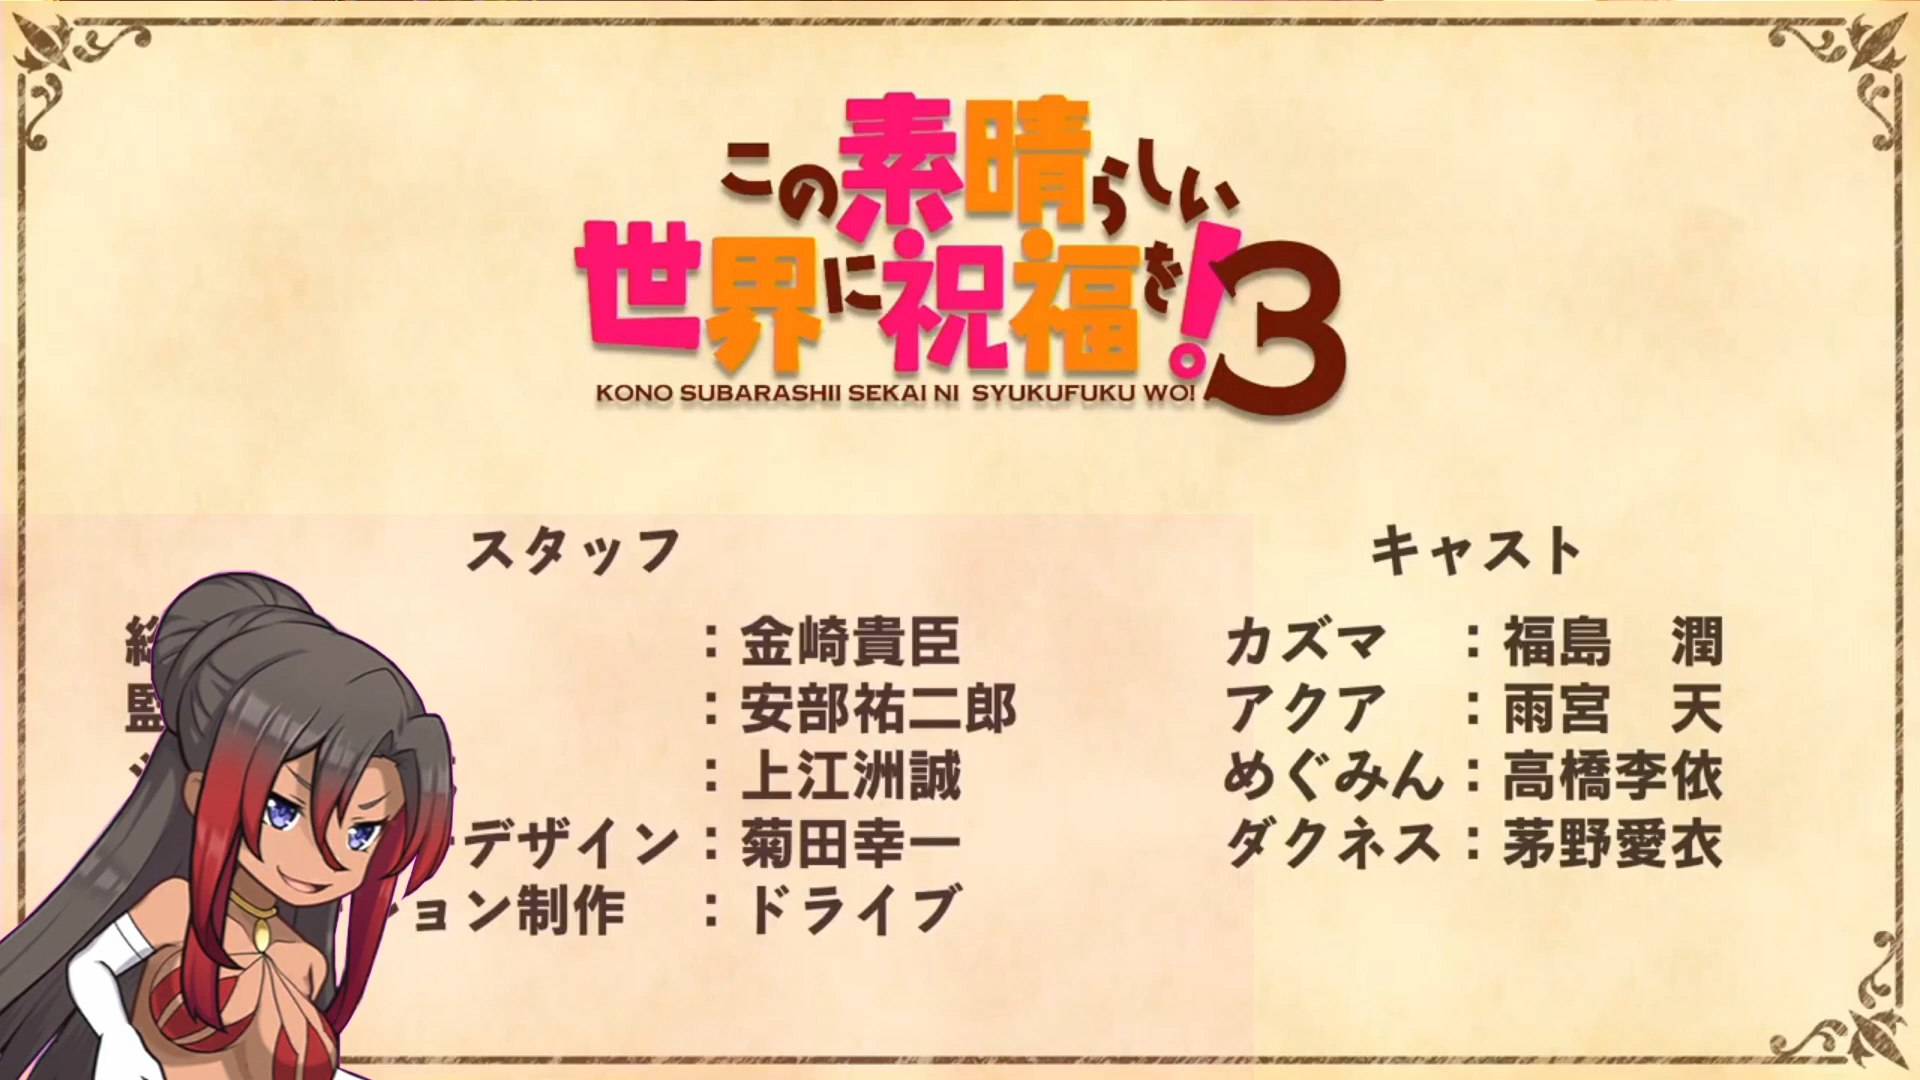 この素晴らしい
世界に祝福を!3
KONO SUBARASHII SEKAI NI SYUKUFUKU WO!
スタッフ
キャスト
：金崎貴臣
：安部祐二郎
：上江洲誠
デザイン：菊田幸一
ョン制作：ドライブ
カズマ：福島　潤
アクア：雨宮　天
めぐみん：高橋李依
ダクネス：茅野愛衣